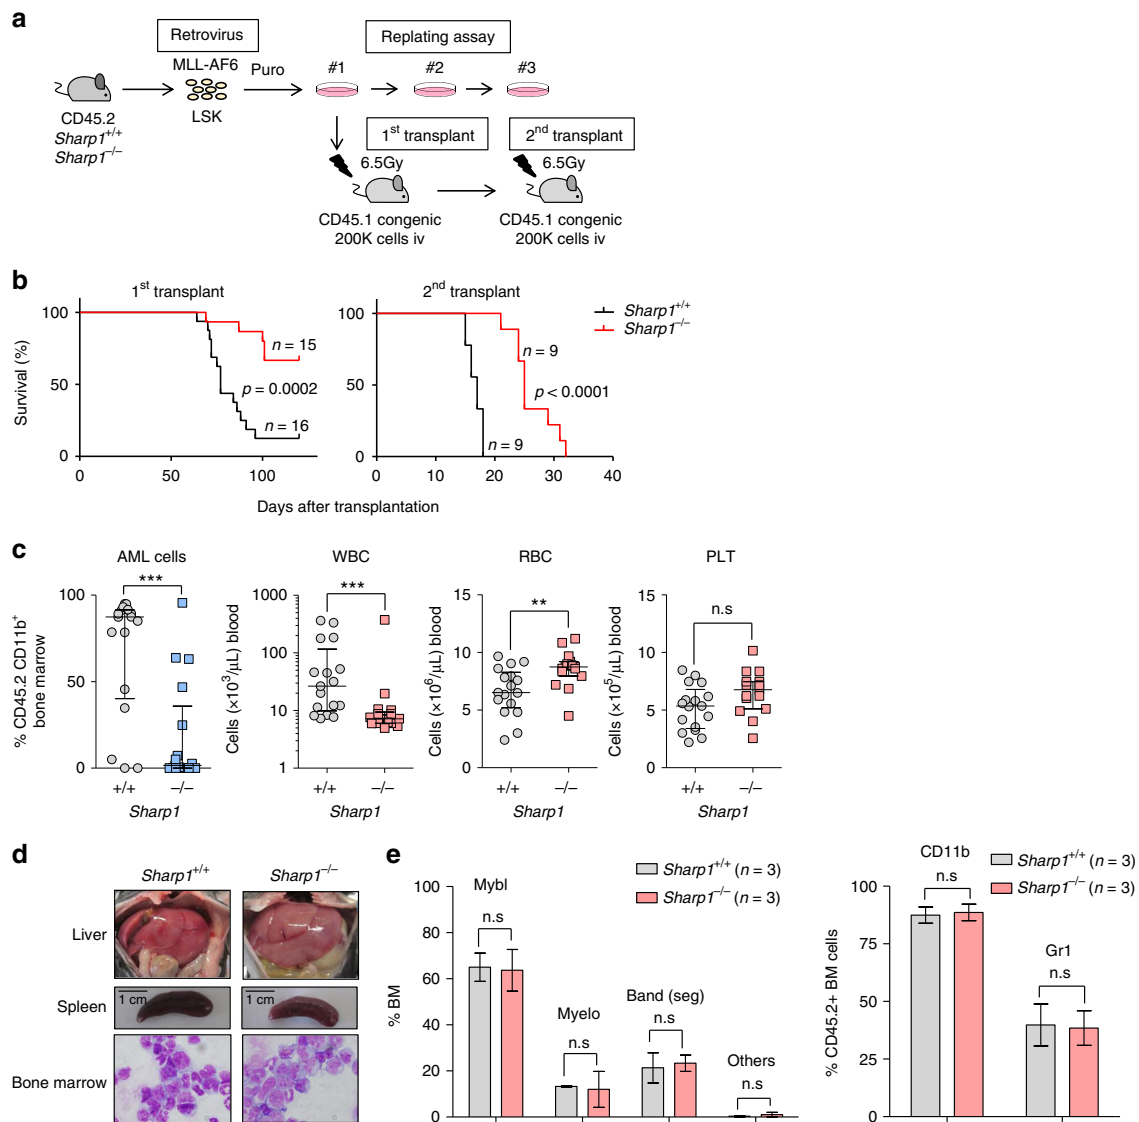 a
Retrovirus
Replating assay
MLL-AF6
Puro
#1
#2
#3
LSK
CD45.2
Sharp1+/+
Sharp1–/–
1st transplant
2nd transplant
6.5Gy
6.5Gy
CD45.1 congenic
200K cells iv
CD45.1 congenic
200K cells iv
b
1st transplant
2nd transplant
Sharp1+/+
Sharp1–/–
Survival (%)
100
50
0
n = 15
p = 0.0002
n = 16
0
50
100
100
50
0
n = 9
p < 0.0001
n = 9
0
10
20
30
40
Days after transplantation
c
AML cells
WBC
RBC
PLT
% CD45.2 CD11b+
bone marrow
100
50
0
***
+/+
–/–
Sharp1
Cells (×10³/µL) blood
1000
100
10
1
***
+/+
–/–
Sharp1
Cells (×10⁶/µL) blood
15
10
5
0
**
+/+
–/–
Sharp1
Cells (×10⁵/µL) blood
15
10
5
0
n.s
+/+
–/–
Sharp1
d
Sharp1+/+
Sharp1–/–
Liver
Spleen
1 cm
1 cm
Bone marrow
e
Sharp1+/+ (n = 3)
Sharp1–/– (n = 3)
% BM
100
80
60
40
20
0
Mybl
n.s
Myelo
n.s
Band (seg)
n.s
Others
n.s
Sharp1+/+ (n = 3)
Sharp1–/– (n = 3)
% CD45.2+ BM cells
100
75
50
25
0
CD11b
n.s
Gr1
n.s